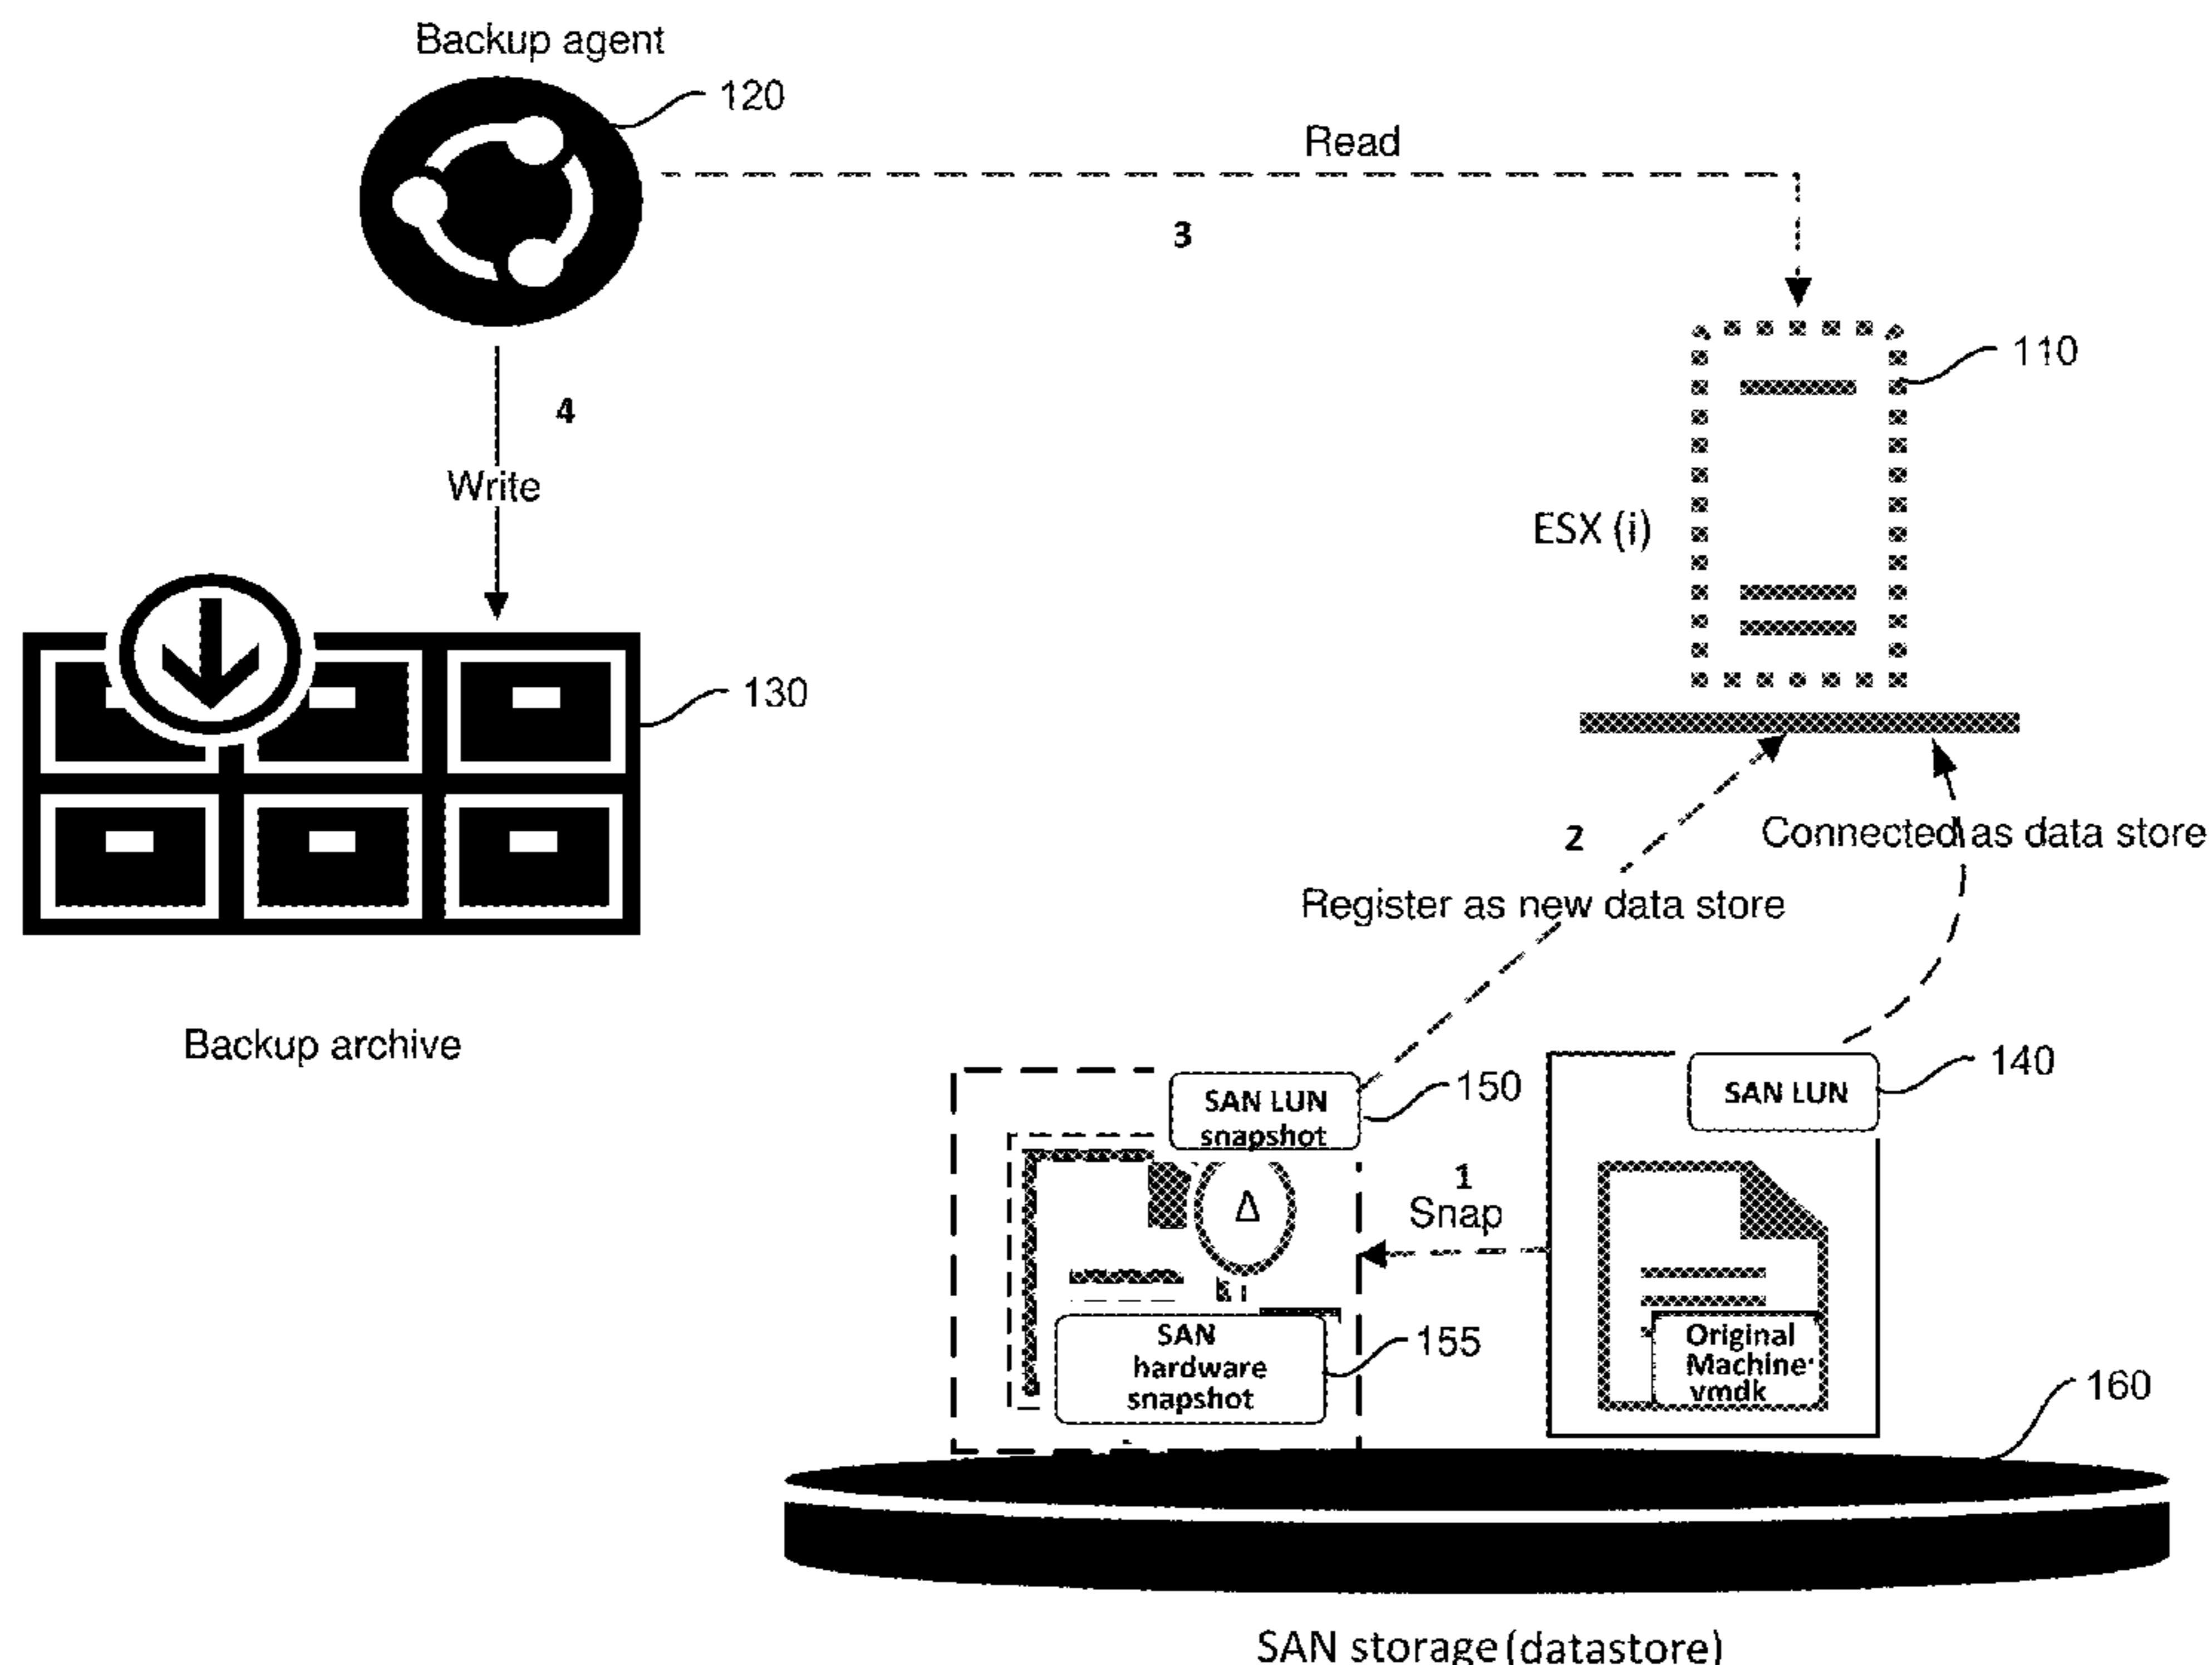 Backup agent
120
Read
3
110
4
Write
ESX (i)
130
2
Connected as data store
Register as new data store
Backup archive
SAN LUN
snapshot
150
SAN LUN
140
1
Snap
Δ
SAN
hardware
snapshot
155
Original
Machine
vmdk
160
SAN storage (datastore)